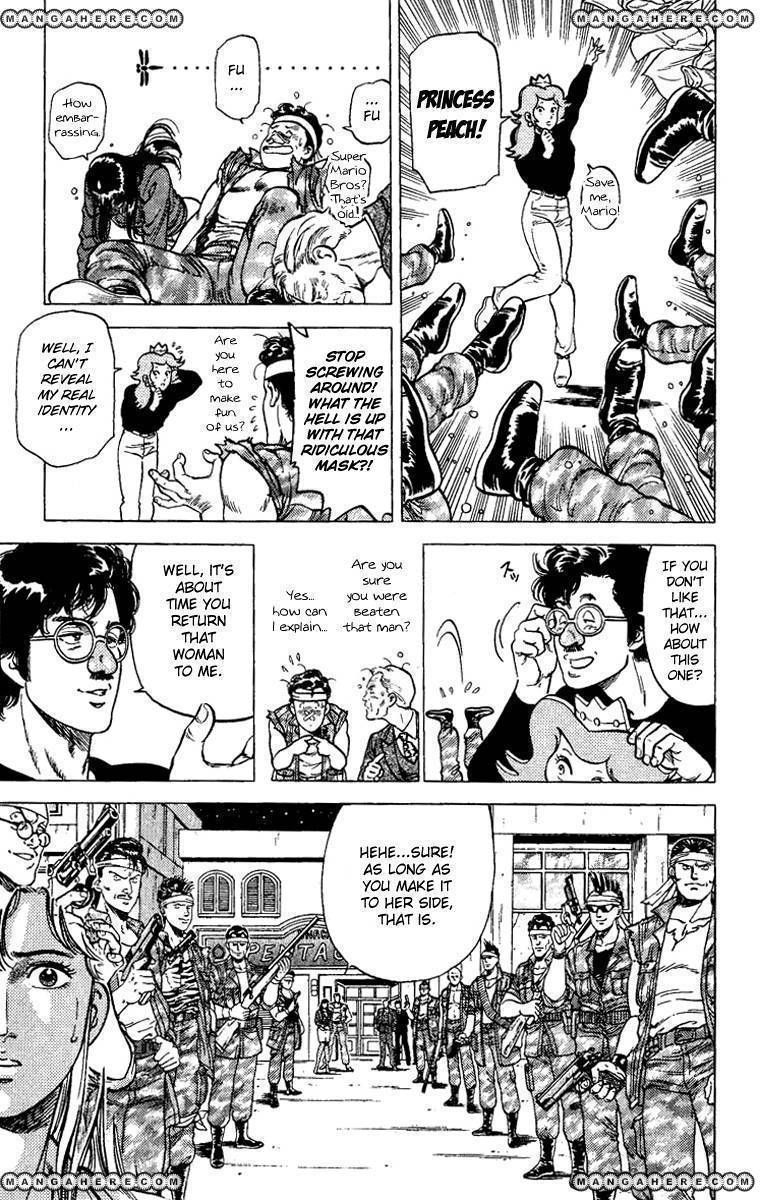 MANGAHERE.COM
MANGAHERE.COM
PRINCESS
PEACH!
Save
me,
Mario!
...
FU
FU
...
Super
Mario
Bros?
That's
old!
How
embar-
rassing.
STOP
SCREWING
AROUND!
WHAT THE
HELL IS UP
WITH THAT
RIDICULOUS
MASK?!
Are
you
here
to
make
fun
of us?
WELL, I
CAN'T
REVEAL
MY REAL
IDENTITY
...
IF YOU
DON'T
LIKE
THAT...
HOW
ABOUT
THIS
ONE?
Are you
sure
you were
beaten
that man?
Yes...
how can
I explain...
WELL, IT'S
ABOUT
TIME YOU
RETURN
THAT
WOMAN
TO ME.
HEHE...SURE!
AS LONG AS
YOU MAKE IT
TO HER SIDE,
THAT IS.
MANGAHERE.COM
MANGAHERE.COM